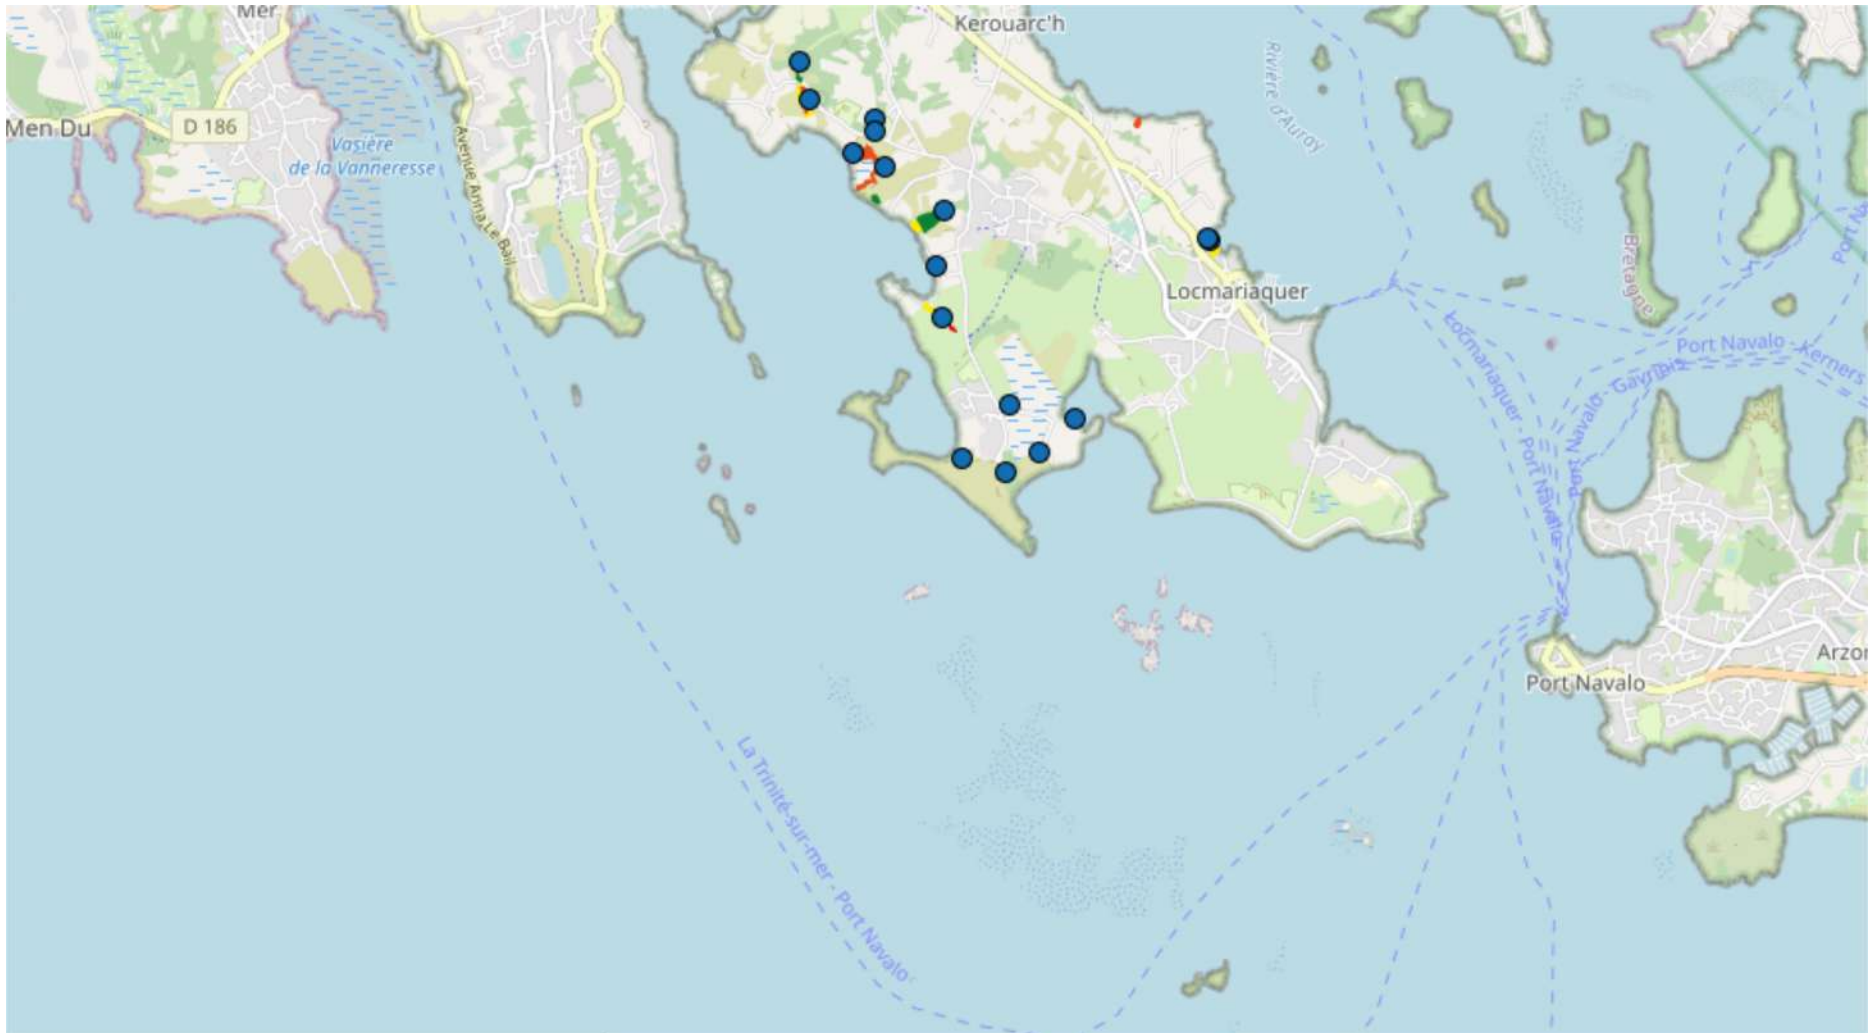 Mer
Kerouarc'h
Men Du
D 186
Rivière d'Auray
Vasière
de la Vanneresse
Avenue Anna Le Bail
Bretagne
Locmariaquer
Locmariaquer - Port Navalo
Port Navalo - Kerners
Port Navalo - Gavrinis
Port Navalo
Arzon
La Trinité-sur-mer - Port Navalo